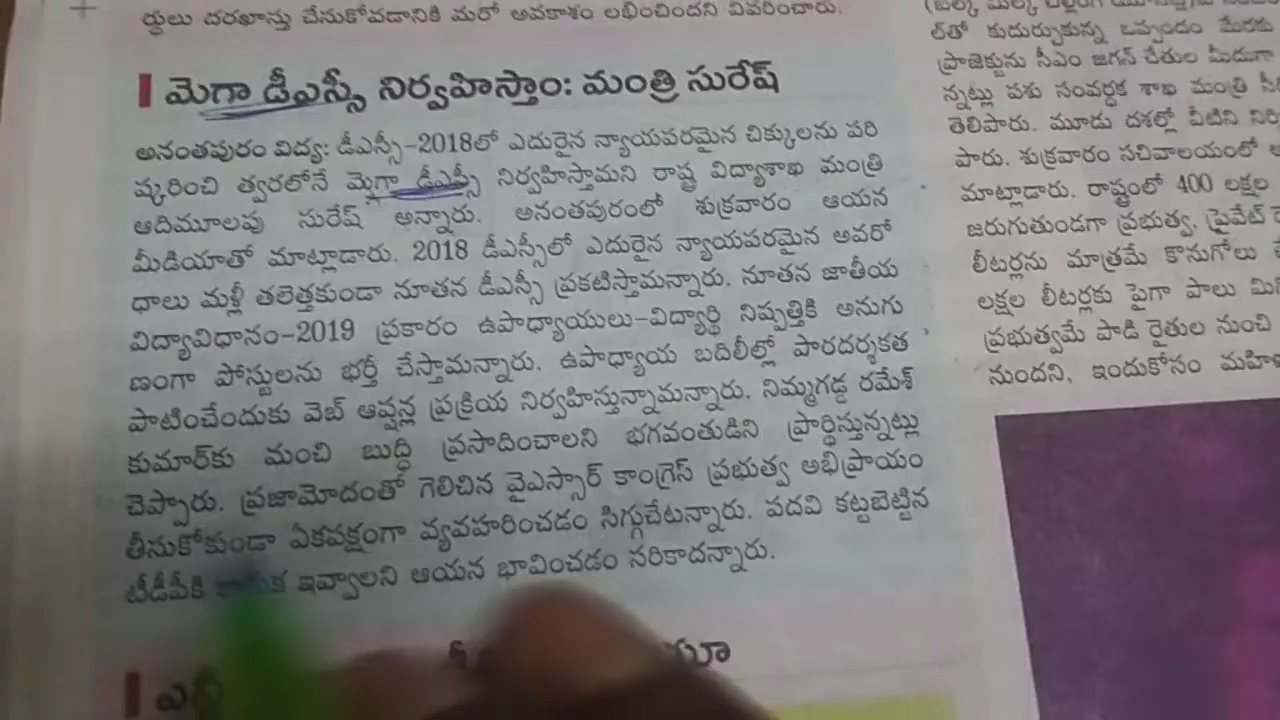 ర్థులు దరఖాస్తు చేసుకోవడానికి మరో అవకాశం లభించిందని వివరించారు.
మెగా డీఎస్సీ నిర్వహిస్తాం: మంత్రి సురేష్
అనంతపురం విద్య: డీఎస్సీ-2018లో ఎదురైన న్యాయపరమైన చిక్కులను పరి
ష్కరించి త్వరలోనే మెగా డీఎస్సీ నిర్వహిస్తామని రాష్ట్ర విద్యాశాఖ మంత్రి
ఆదిమూలపు సురేష్ అన్నారు. అనంతపురంలో శుక్రవారం ఆయన
మీడియాతో మాట్లాడారు. 2018 డీఎస్సీలో ఎదురైన న్యాయపరమైన అవరో
ధాలు మళ్లీ తలెత్తకుండా నూతన డీఎస్సీ ప్రకటిస్తామన్నారు. నూతన జాతీయ
విద్యావిధానం-2019 ప్రకారం ఉపాధ్యాయులు-విద్యార్థి నిష్పత్తికి అనుగు
ణంగా పోస్టులను భర్తీ చేస్తామన్నారు. ఉపాధ్యాయ బదిలీల్లో పారదర్శకత
పాటించేందుకు వెబ్ ఆప్షన్ల ప్రక్రియ నిర్వహిస్తున్నామన్నారు. నిమ్మగడ్డ రమేశ్
కుమార్‌కు మంచి బుద్ధి ప్రసాదించాలని భగవంతుడిని ప్రార్థిస్తున్నట్లు
చెప్పారు. ప్రజామోదంతో గెలిచిన వైఎస్సార్ కాంగ్రెస్ ప్రభుత్వ అభిప్రాయం
తీసుకోకుండా ఏకపక్షంగా వ్యవహరించడం సిగ్గుచేటన్నారు. పదవి కట్టబెట్టిన
టీడీపీకి ఇవ్వాలని ఆయన భావించడం సరికాదన్నారు.
ల్‌తో కుదుర్చుకున్న ఒప్పందం మేరకు
ప్రాజెక్టును సీఎం జగన్ చేతుల మీదుగా
న్నట్లు పశు సంవర్ధక శాఖ మంత్రి
తెలిపారు. మూడు దశల్లో వీటిని
పారు. శుక్రవారం సచివాలయంలో
మాట్లాడారు. రాష్ట్రంలో 400 లక్షల
జరుగుతుండగా ప్రభుత్వ, ప్రైవేట్
లీటర్లను మాత్రమే కొనుగోలు
లక్షల లీటర్లకు పైగా పాలు
ప్రభుత్వమే పాడి రైతుల నుంచి
నుందని, ఇందుకోసం